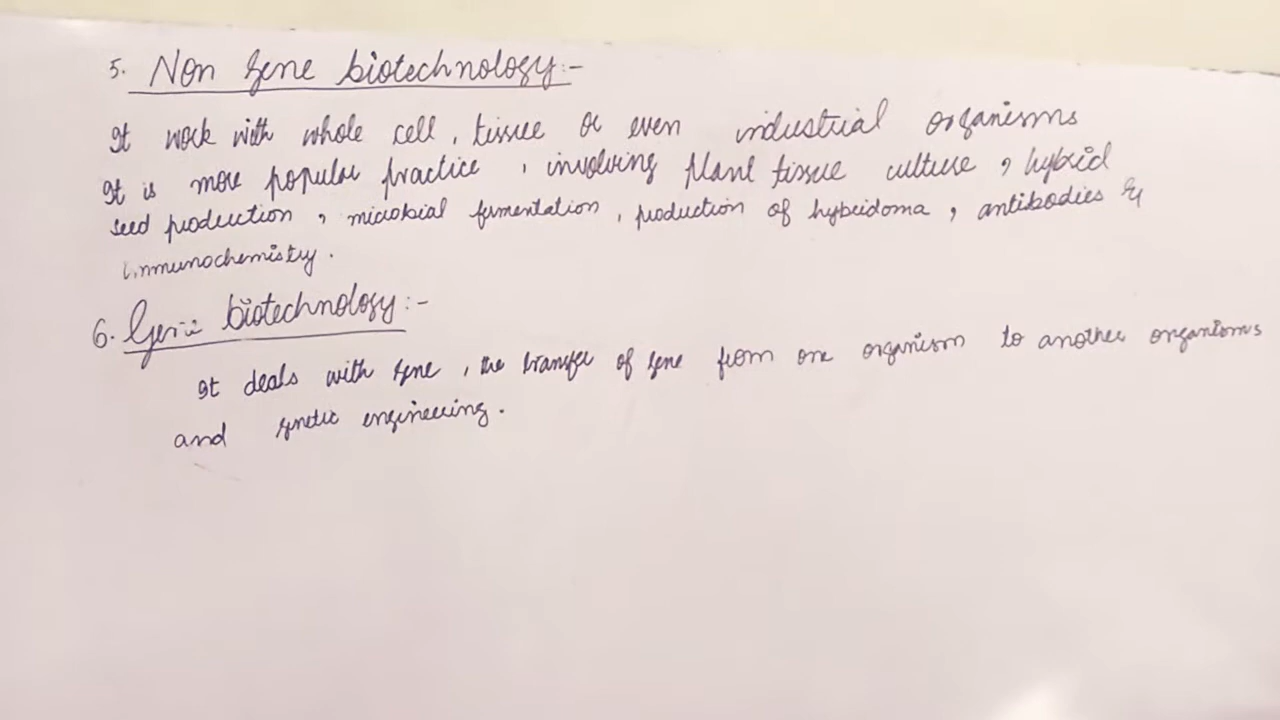 5. Non Gene biotechnology:-
It work with whole cell, tissue or even industrial organisms
It is more popular practice, involving Plant tissue culture, hybrid
seed production, microbial fermentation, production of hybridoma, antibodies &
immunochemistry.
6. Gene biotechnology:-
It deals with gene, the transfer of gene from one organism to another organisms
and genetic engineering.